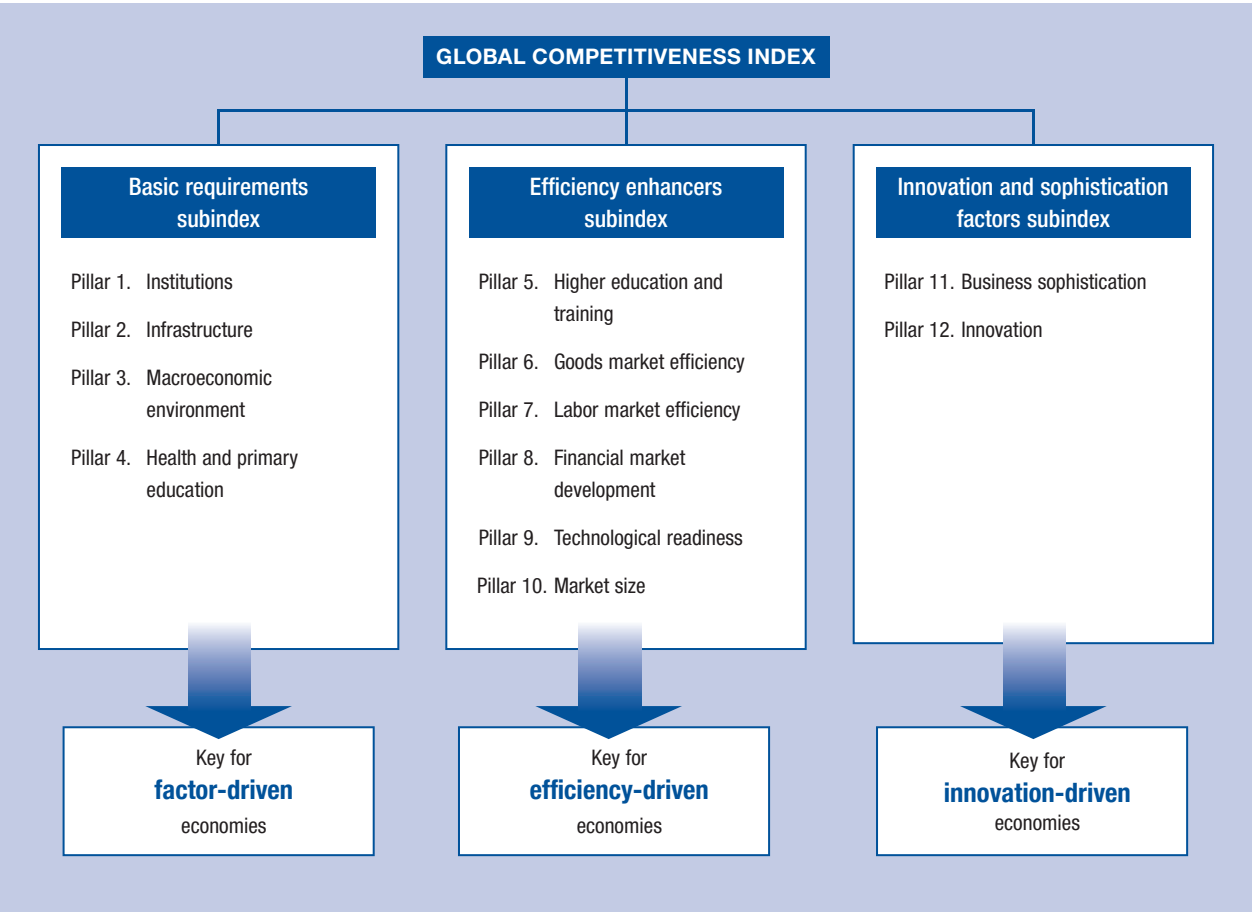 GLOBAL COMPETITIVENESS INDEX
Basic requirements
subindex
Pillar 1. Institutions
Pillar 2. Infrastructure
Pillar 3. Macroeconomic
environment
Pillar 4. Health and primary
education
Key for
factor-driven
economies
Efficiency enhancers
subindex
Pillar 5. Higher education and
training
Pillar 6. Goods market efficiency
Pillar 7. Labor market efficiency
Pillar 8. Financial market
development
Pillar 9. Technological readiness
Pillar 10. Market size
Key for
efficiency-driven
economies
Innovation and sophistication
factors subindex
Pillar 11. Business sophistication
Pillar 12. Innovation
Key for
innovation-driven
economies